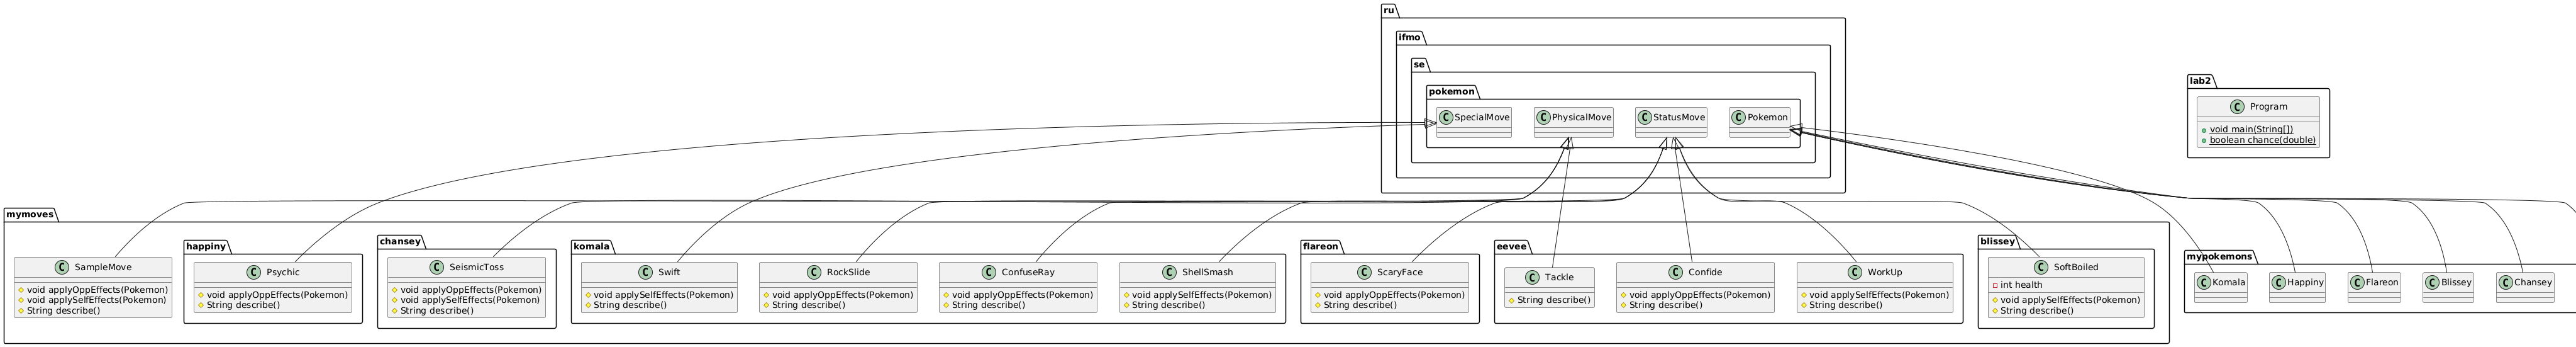 ru
ifmo
se
pokemon
C SpecialMove
C PhysicalMove
C StatusMove
C Pokemon
lab2
C Program
void main(String[])
boolean chance(double)
mymoves
C SampleMove
void applyOppEffects(Pokemon)
void applySelfEffects(Pokemon)
String describe()
happiny
C Psychic
void applyOppEffects(Pokemon)
String describe()
chansey
C SeismicToss
void applyOppEffects(Pokemon)
void applySelfEffects(Pokemon)
String describe()
komala
C Swift
void applySelfEffects(Pokemon)
String describe()
C RockSlide
void applyOppEffects(Pokemon)
String describe()
C ConfuseRay
void applyOppEffects(Pokemon)
String describe()
C ShellSmash
void applySelfEffects(Pokemon)
String describe()
flareon
C ScaryFace
void applyOppEffects(Pokemon)
String describe()
eevee
C Tackle
String describe()
C Confide
void applyOppEffects(Pokemon)
String describe()
C WorkUp
void applySelfEffects(Pokemon)
String describe()
blissey
C SoftBoiled
int health
void applySelfEffects(Pokemon)
String describe()
mypokemons
C Komala
C Happiny
C Flareon
C Blissey
C Chansey